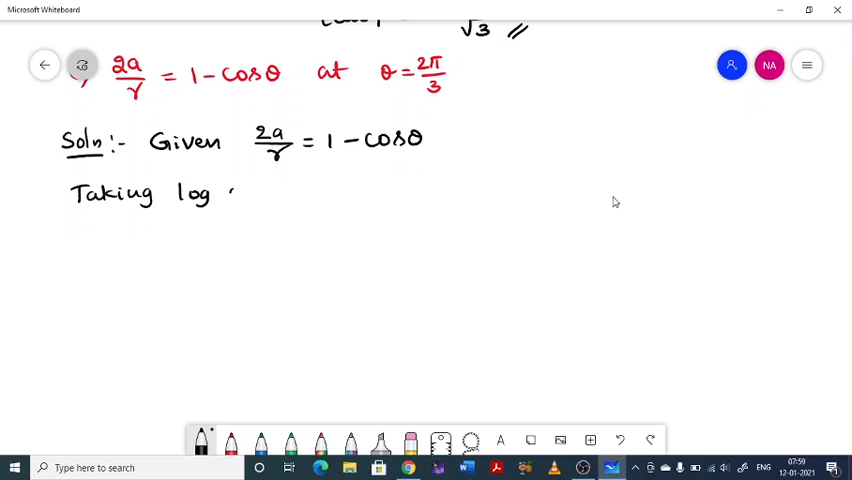 Microsoft Whiteboard
√3 //
2a/r = 1 - cosθ at θ = 2π/3
NA
Soln :- Given 2a/r = 1 - cosθ
Taking log
A
Type here to search
ENG
07:59
12-01-2021